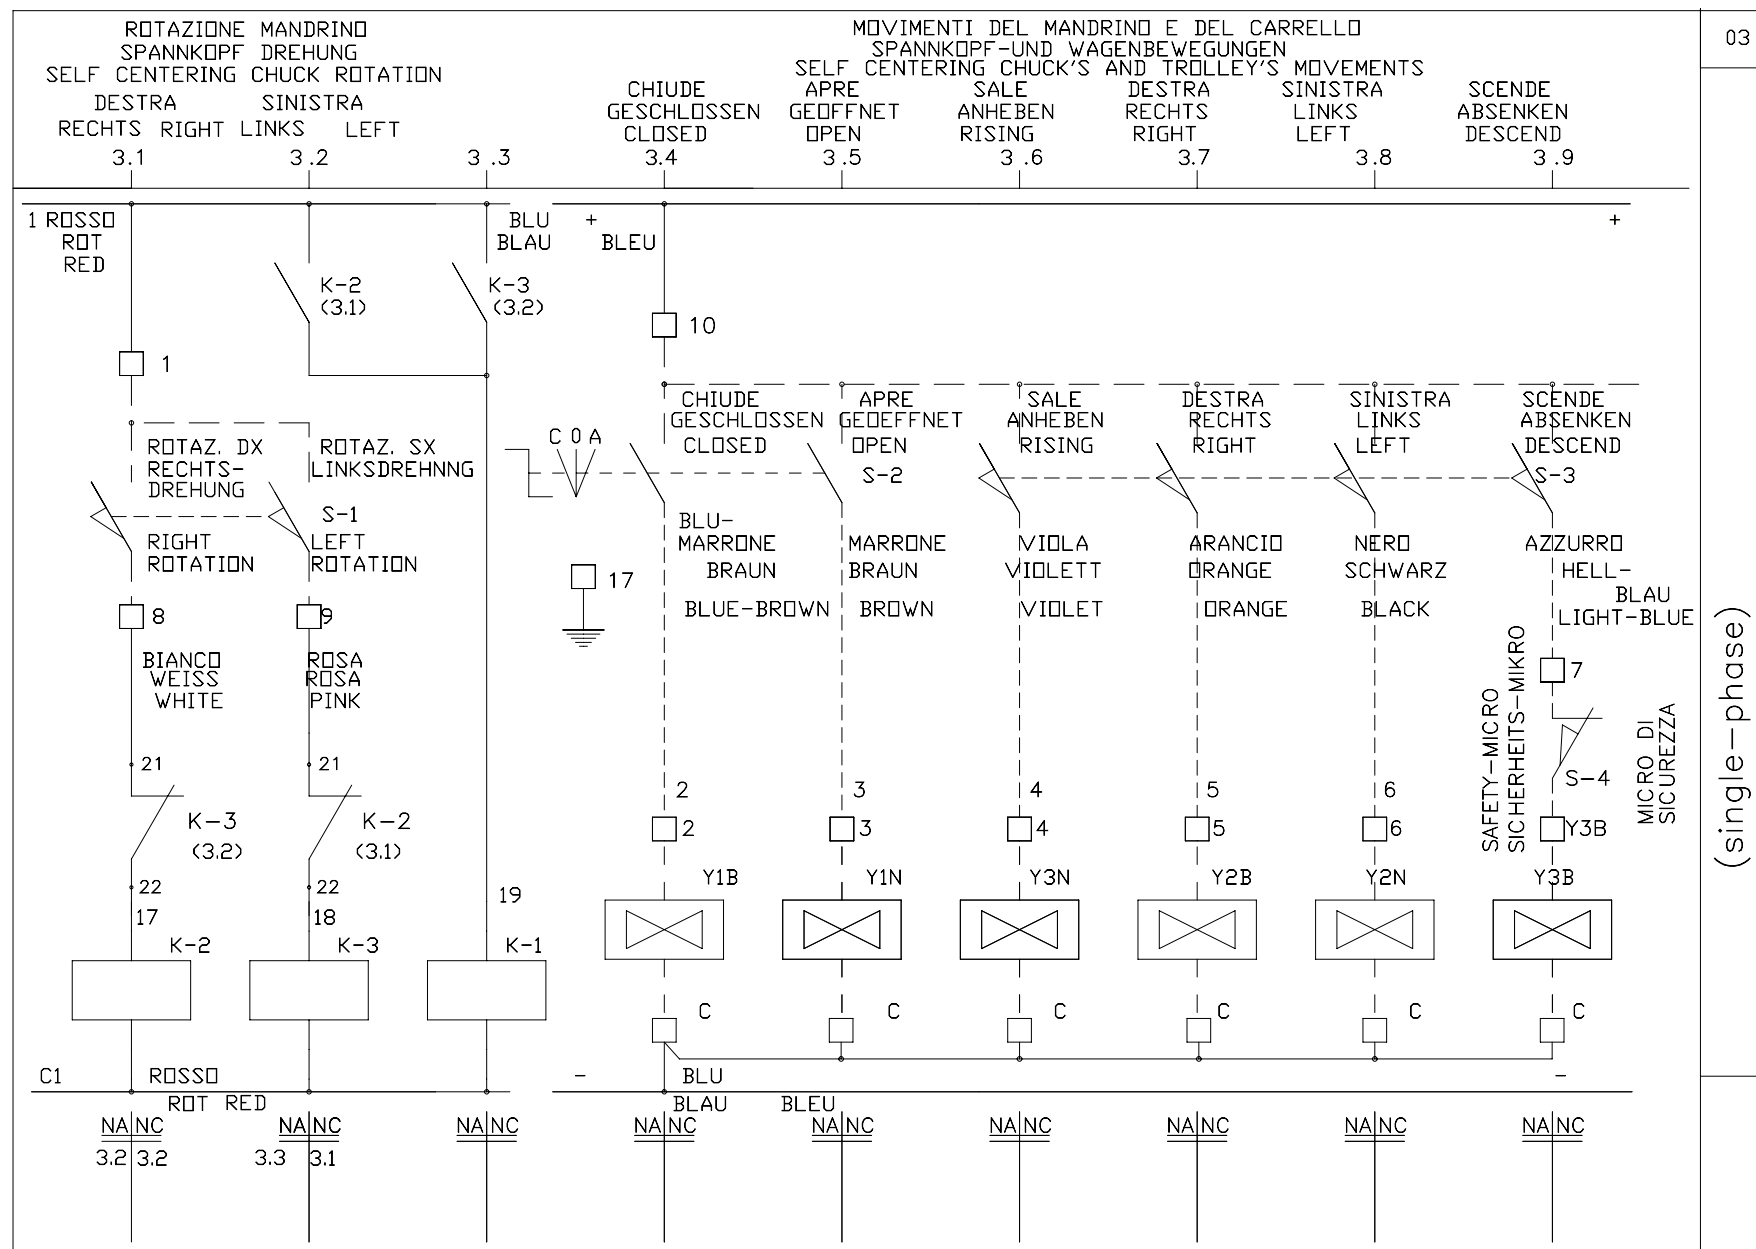 ROTAZIONE MANDRINO
SPANNKOPF DREHUNG
SELF CENTERING CHUCK ROTATION
DESTRA SINISTRA
RECHTS RIGHT LINKS LEFT
MOVIMENTI DEL MANDRINO E DEL CARRELLO
SPANNKOPF-UND WAGENBEWEGUNGEN
SELF CENTERING CHUCK'S AND TROLLEY'S MOVEMENTS
CHIUDE APRE SALE DESTRA SINISTRA SCENDE
GESCHLOSSEN GEOFFNET ANHEBEN RECHTS LINKS ABSENKEN
CLOSED OPEN RISING RIGHT LEFT DESCEND
3.1 3.2 3.3 3.4 3.5 3.6 3.7 3.8 3.9
03
1 ROSSO
ROT
RED
BLU +
BLAU BLEU
+
K-2
(3.1)
K-3
(3.2)
10
1
CHIUDE APRE SALE DESTRA SINISTRA SCENDE
GESCHLOSSEN GEOEFFNET ANHEBEN RECHTS LINKS ABSENKEN
CLOSED OPEN RISING RIGHT LEFT DESCEND
ROTAZ. DX
RECHTS-
DREHUNG
ROTAZ. SX
LINKSDREHNNG
C O A
S-2
S-3
S-1
RIGHT
ROTATION
LEFT
ROTATION
BLU-
MARRONE
BRAUN
BLUE-BROWN
MARRONE
BRAUN
BROWN
VIOLA
VIOLETT
VIOLET
ARANCIO
ORANGE
ORANGE
NERO
SCHWARZ
BLACK
AZZURRO
HELL-
BLAU
LIGHT-BLUE
17
8 9
BIANCO
WEISS
WHITE
ROSA
ROSA
PINK
7
SAFETY-MICRO
SICHERHEITS-MIKRO
MICRO DI
SICUREZZA
S-4
(single-phase)
21 21
K-3
(3.2)
K-2
(3.1)
2 3 4 5 6
2 3 4 5 6 Y3B
22 22 19
17 18
Y1B Y1N Y3N Y2B Y2N Y3B
K-2 K-3 K-1
C C C C C C
C1 ROSSO
ROT RED
- BLU -
BLAU BLEU
NA NC NA NC NA NC NA NC NA NC NA NC NA NC NA NC NA NC
3.2 3.2 3.3 3.1